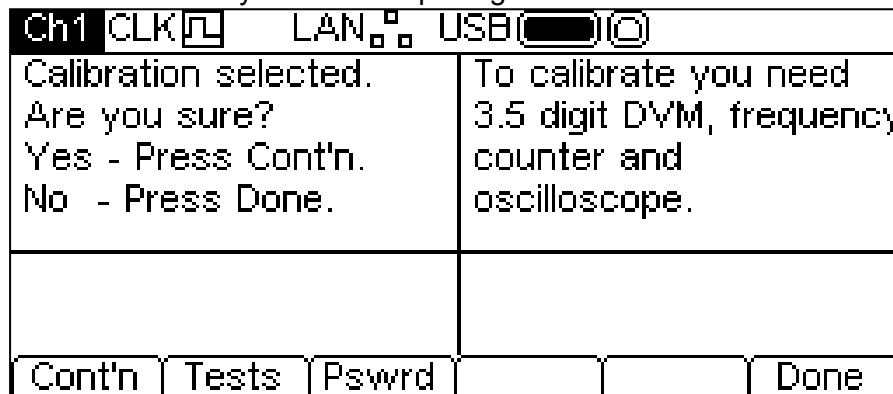 Ch1 CLK LAN USB
Calibration selected.
Are you sure?
Yes - Press Cont'n.
No - Press Done.
To calibrate you need
3.5 digit DVM, frequency
counter and
oscilloscope.
Cont'n Tests Pswrd Done